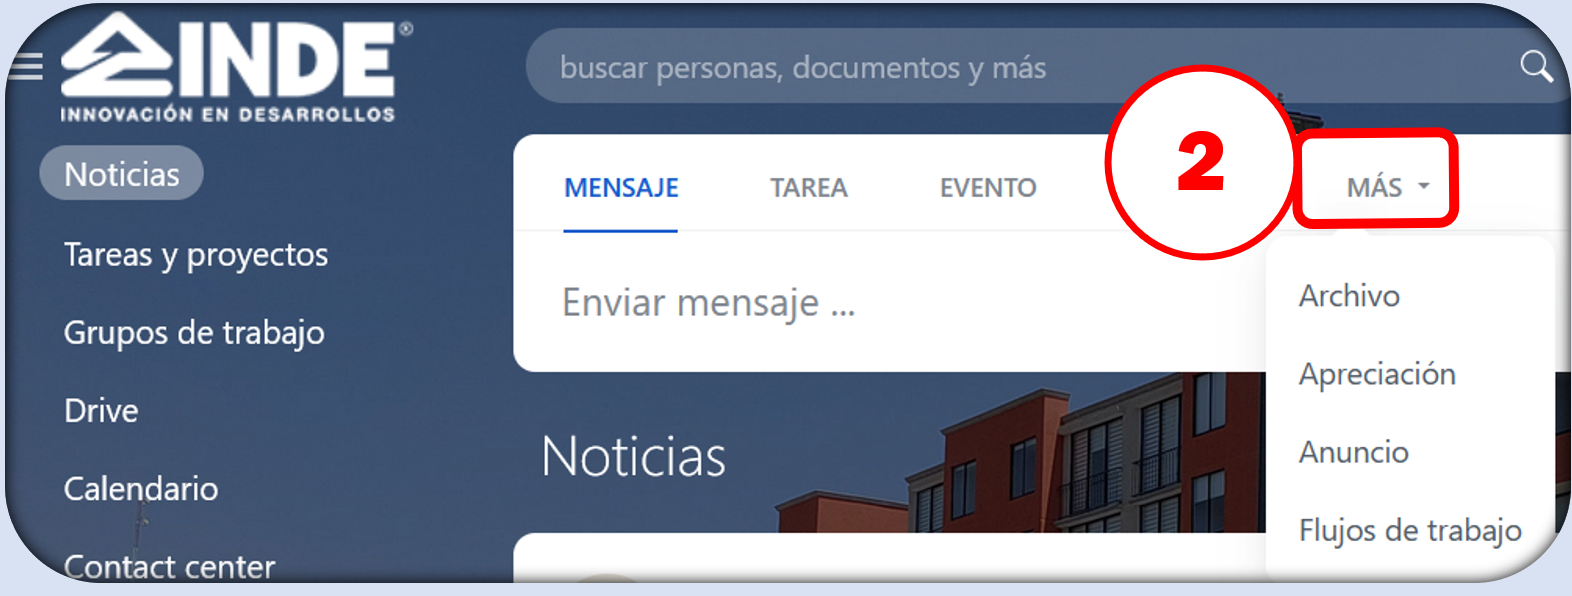 INDE®
INNOVACIÓN EN DESARROLLOS
buscar personas, documentos y más
Noticias
Tareas y proyectos
Grupos de trabajo
Drive
Calendario
Contact center
MENSAJE TAREA EVENTO 2 MÁS
Enviar mensaje ...
Archivo
Apreciación
Anuncio
Flujos de trabajo
Noticias